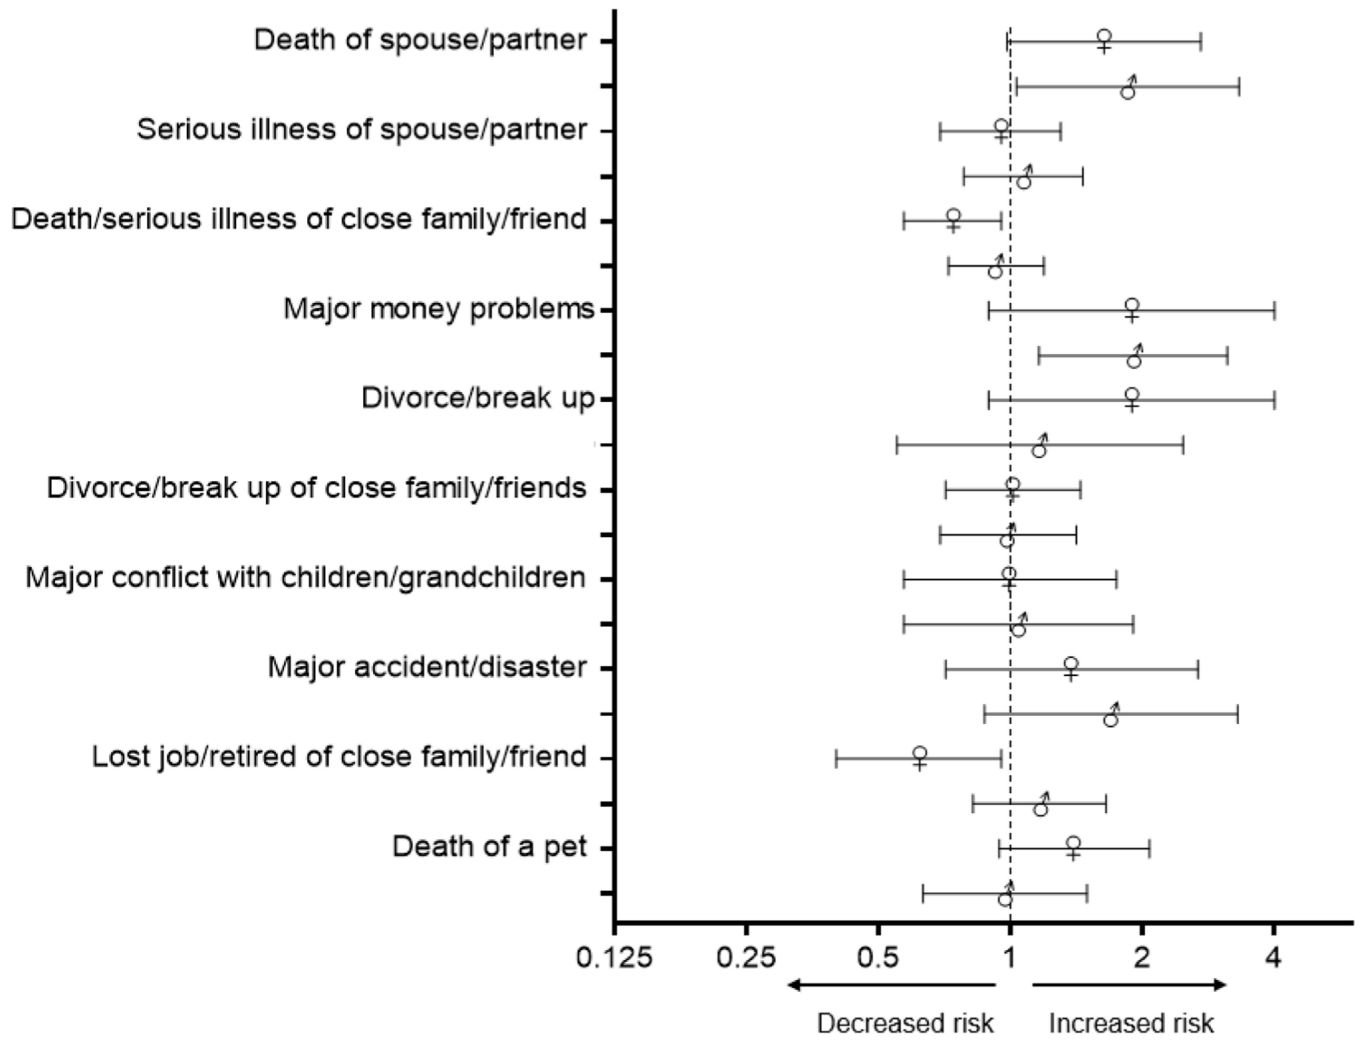 Death of spouse/partner
Serious illness of spouse/partner
Death/serious illness of close family/friend
Major money problems
Divorce/break up
Divorce/break up of close family/friends
Major conflict with children/grandchildren
Major accident/disaster
Lost job/retired of close family/friend
Death of a pet
0.125 0.25 0.5 1 2 4
Decreased risk Increased risk